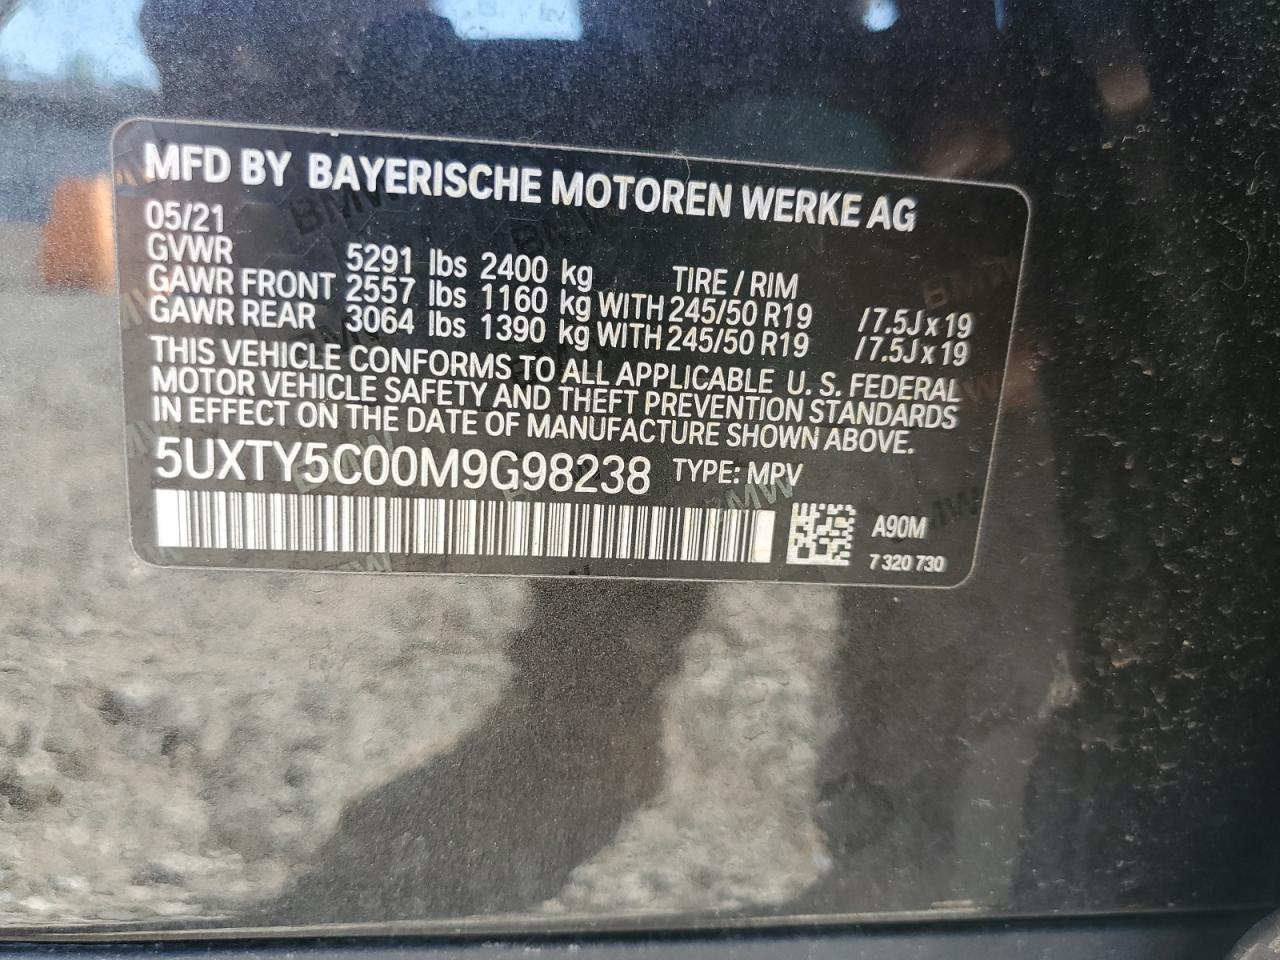 MFD BY BAYERISCHE MOTOREN WERKE AG
05/21
GVWR 5291 lbs 2400 kg TIRE / RIM
GAWR FRONT 2557 lbs 1160 kg WITH 245/50 R19 /7.5J x 19
GAWR REAR 3064 lbs 1390 kg WITH 245/50 R19 /7.5J x 19
THIS VEHICLE CONFORMS TO ALL APPLICABLE U. S. FEDERAL
MOTOR VEHICLE SAFETY AND THEFT PREVENTION STANDARDS
IN EFFECT ON THE DATE OF MANUFACTURE SHOWN ABOVE.
5UXTY5C00M9G98238 TYPE: MPV
A90M
7 320 730